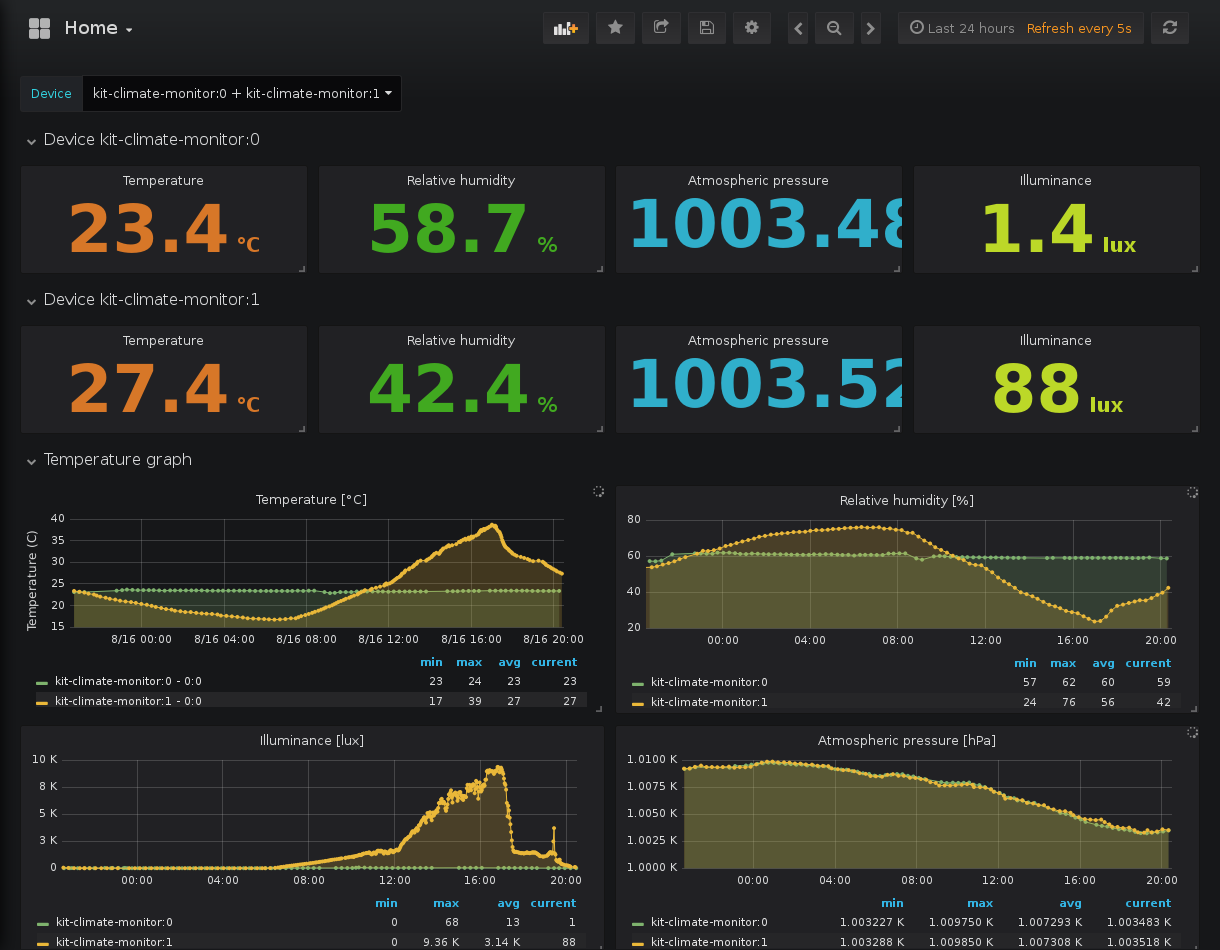 Home
Last 24 hours Refresh every 5s
Device kit-climate-monitor:0 + kit-climate-monitor:1
Device kit-climate-monitor:0
Temperature Relative humidity Atmospheric pressure Illuminance
23.4 °C 58.7 % 1003.48 1.4 lux
Device kit-climate-monitor:1
Temperature Relative humidity Atmospheric pressure Illuminance
27.4 °C 42.4 % 1003.52 88 lux
Temperature graph
Temperature [°C]
Temperature (C)
40
35
30
25
20
15
8/16 00:00 8/16 04:00 8/16 08:00 8/16 12:00 8/16 16:00 8/16 20:00
min max avg current
kit-climate-monitor:0 - 0:0 23 24 23 23
kit-climate-monitor:1 - 0:0 17 39 27 27
Relative humidity [%]
80
60
40
20
00:00 04:00 08:00 12:00 16:00 20:00
min max avg current
kit-climate-monitor:0 57 62 60 59
kit-climate-monitor:1 24 76 56 42
Illuminance [lux]
10 K
8 K
5 K
3 K
0
00:00 04:00 08:00 12:00 16:00 20:00
min max avg current
kit-climate-monitor:0 0 68 13 1
kit-climate-monitor:1 0 9.36 K 3.14 K 88
Atmospheric pressure [hPa]
1.0100 K
1.0075 K
1.0050 K
1.0025 K
1.0000 K
00:00 04:00 08:00 12:00 16:00 20:00
min max avg current
kit-climate-monitor:0 1.003227 K 1.009750 K 1.007293 K 1.003483 K
kit-climate-monitor:1 1.003288 K 1.009850 K 1.007308 K 1.003518 K